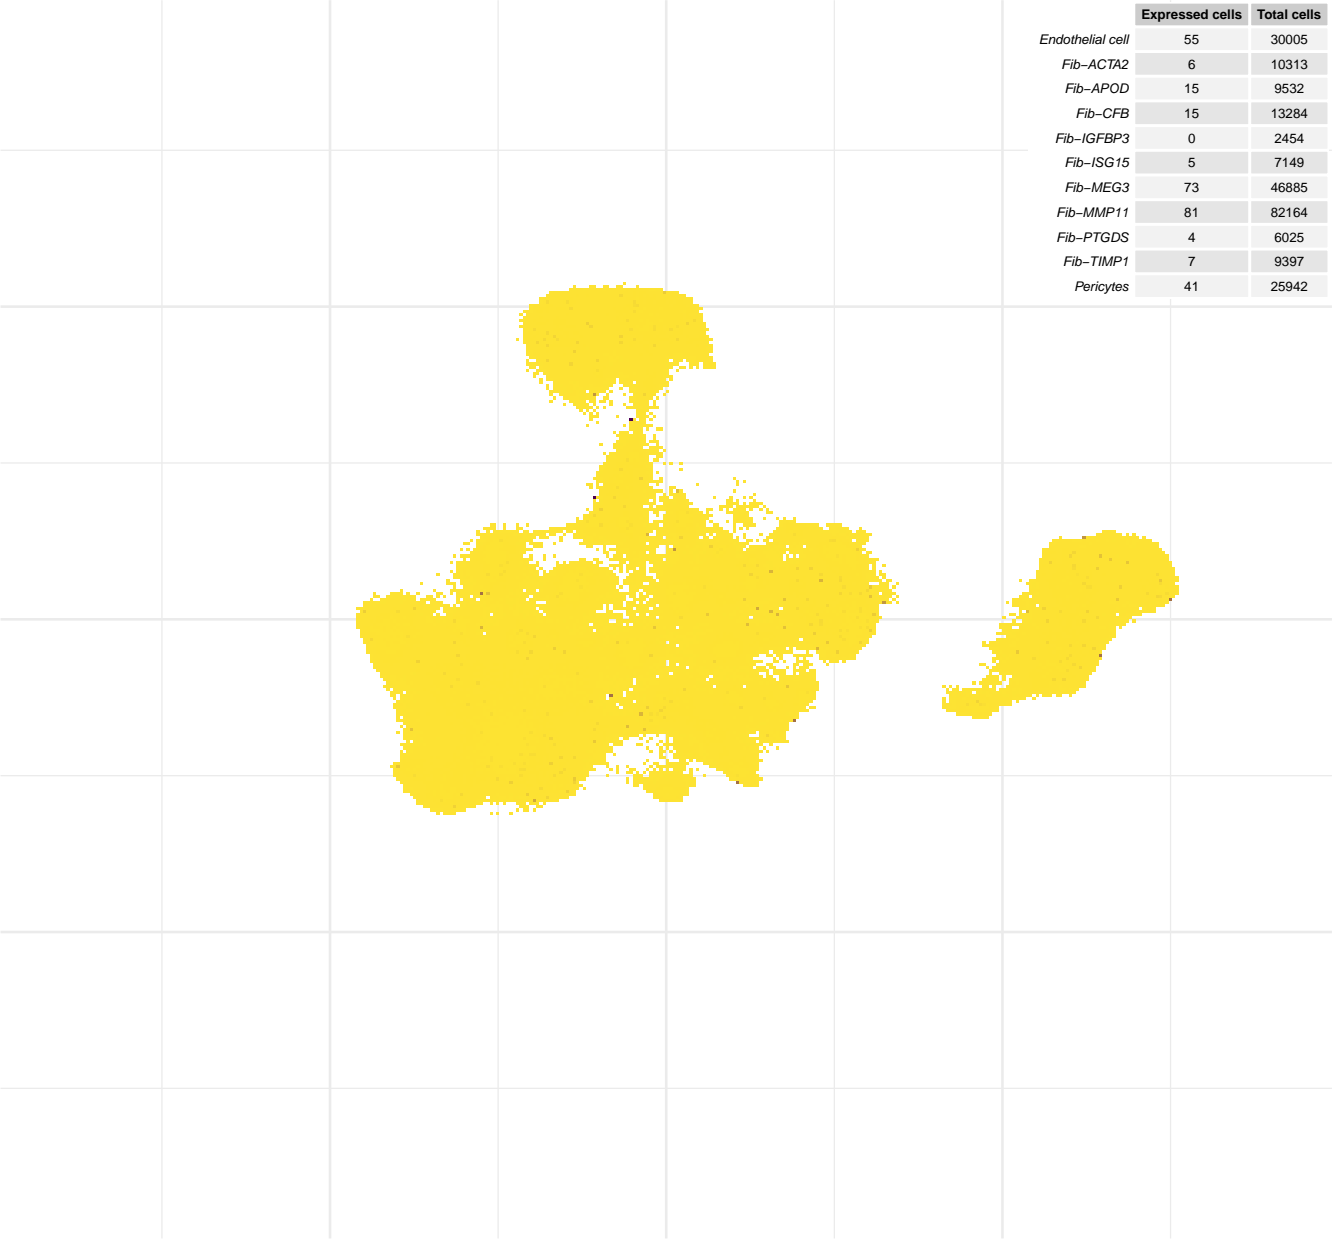 Expressed cells Total cells
Endothelial cell 55 30005
Fib−ACTA2 6 10313
Fib−APOD 15 9532
Fib−CFB 15 13284
Fib−IGFBP3 0 2454
Fib−ISG15 5 7149
Fib−MEG3 73 46885
Fib−MMP11 81 82164
Fib−PTGDS 4 6025
Fib−TIMP1 7 9397
Pericytes 41 25942